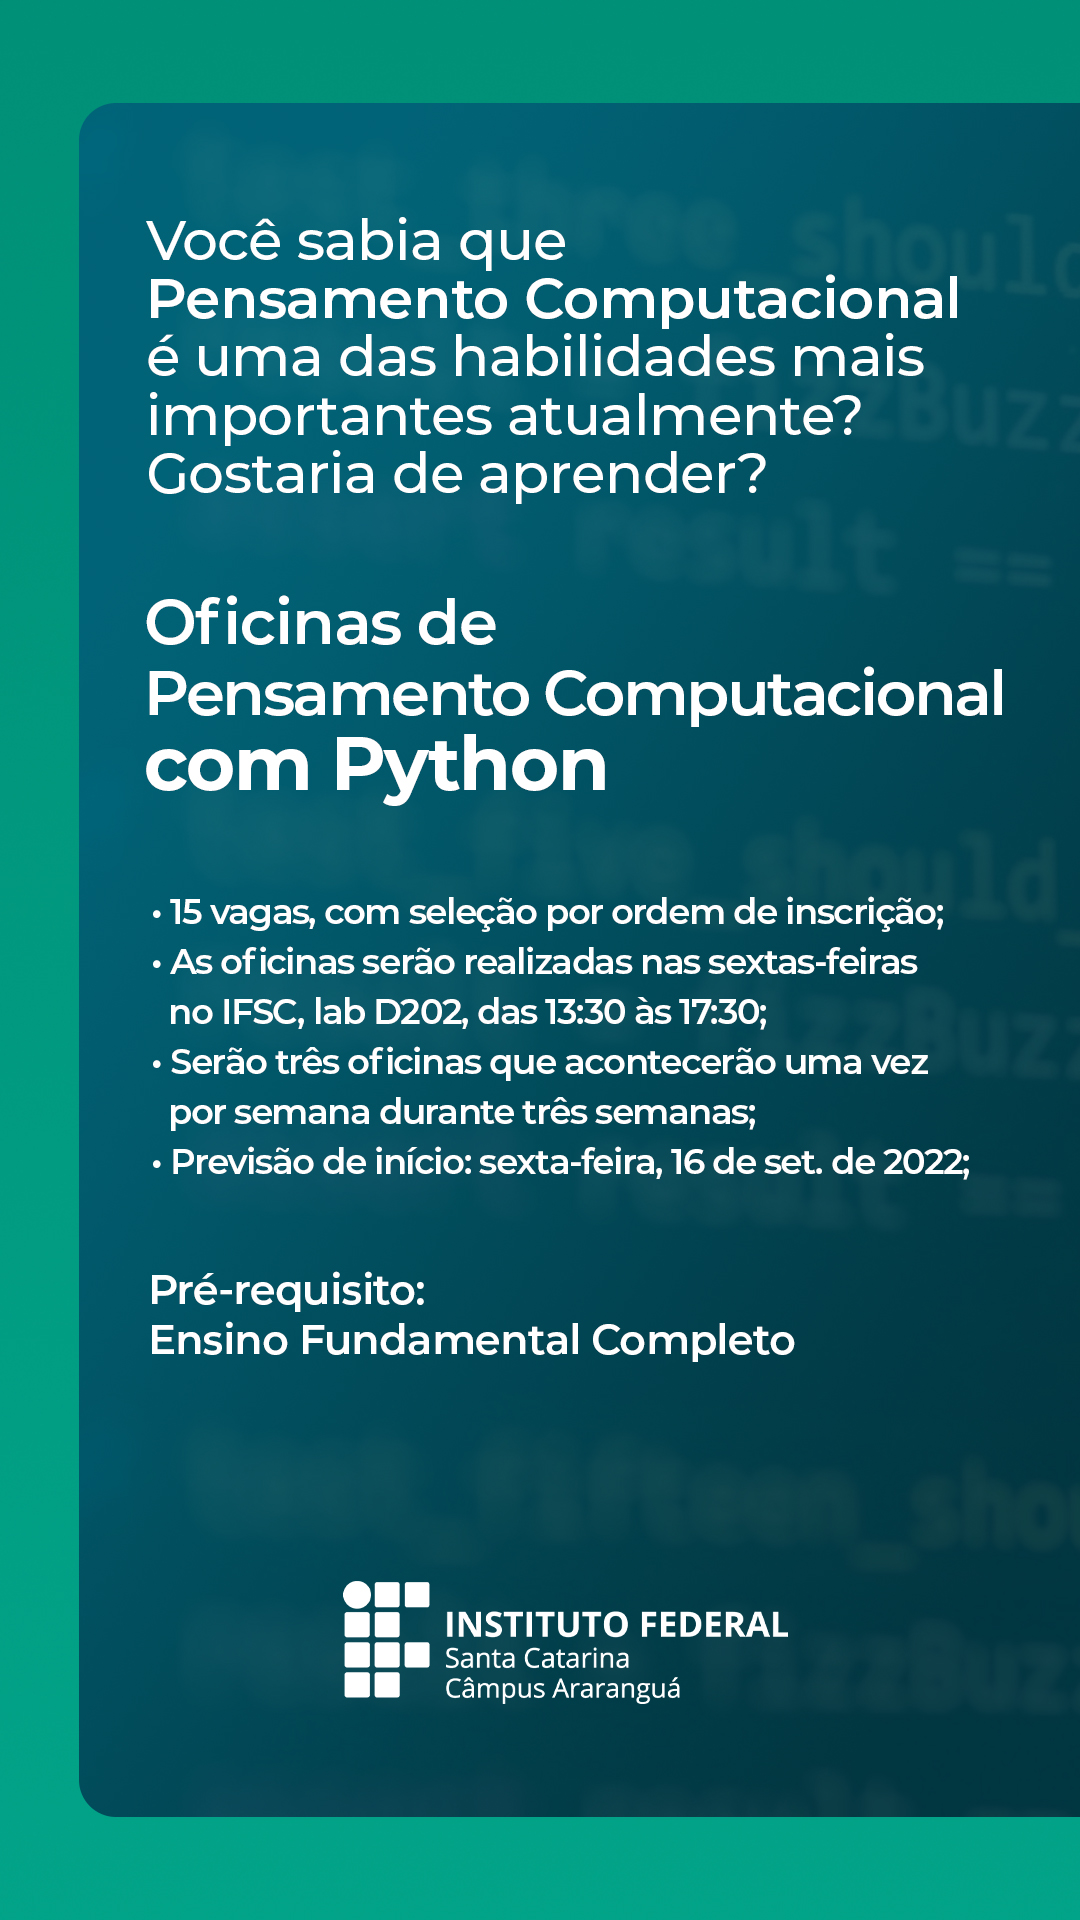 Você sabia que
Pensamento Computacional
é uma das habilidades mais
importantes atualmente?
Gostaria de aprender?
Oficinas de
Pensamento Computacional
com Python
• 15 vagas, com seleção por ordem de inscrição;
• As oficinas serão realizadas nas sextas-feiras
no IFSC, lab D202, das 13:30 às 17:30;
• Serão três oficinas que acontecerão uma vez
por semana durante três semanas;
• Previsão de início: sexta-feira, 16 de set. de 2022;
Pré-requisito:
Ensino Fundamental Completo
INSTITUTO FEDERAL
Santa Catarina
Câmpus Araranguá